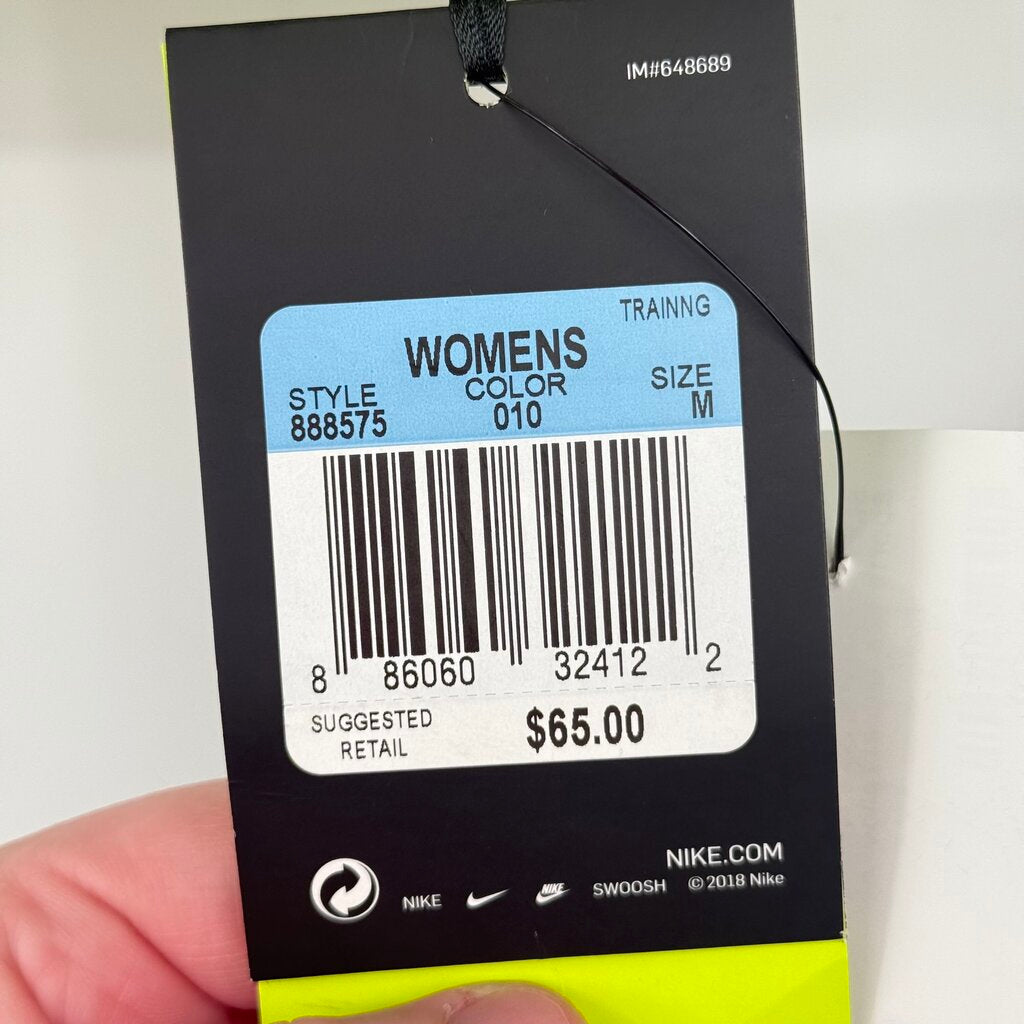 IM#648689
TRAINNG
WOMENS
STYLE COLOR SIZE
888575 010 M
8 86060 32412 2
SUGGESTED RETAIL $65.00
NIKE.COM
NIKE NIKE SWOOSH © 2018 Nike